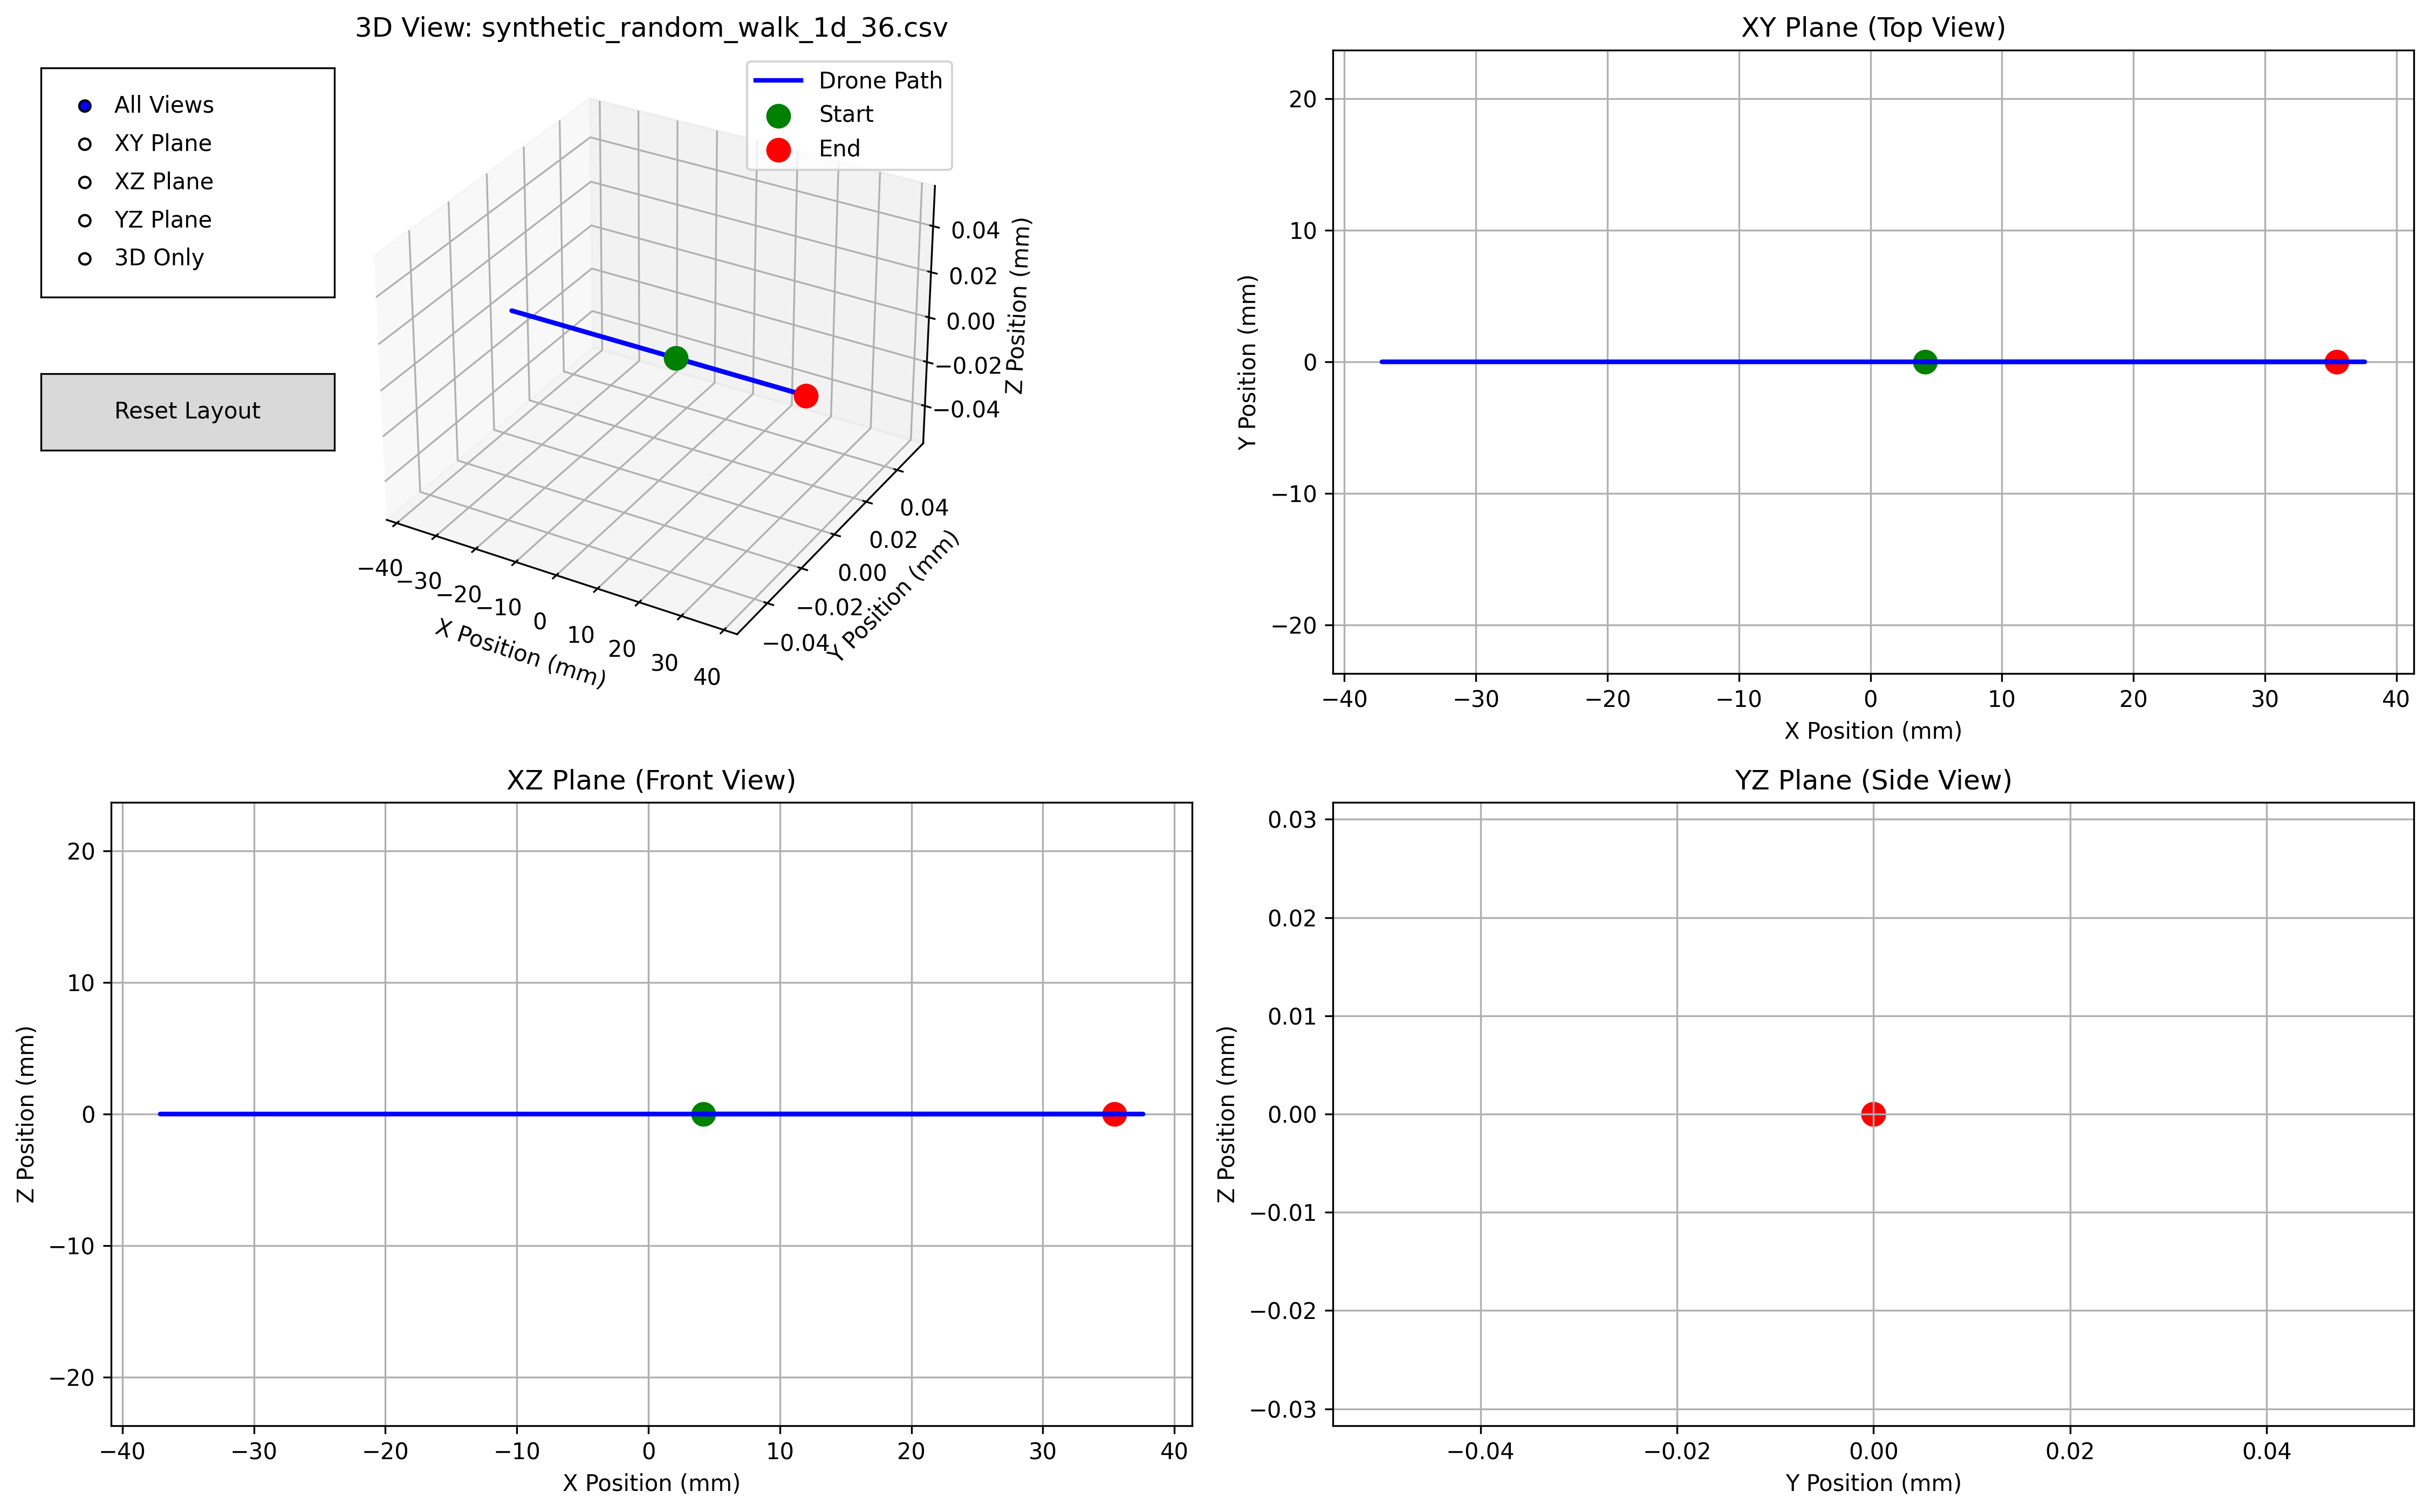 3D View: synthetic_random_walk_1d_36.csv
All Views
XY Plane
XZ Plane
YZ Plane
3D Only
Reset Layout
Drone Path
Start
End
0.04
0.02
0.00
−0.02
−0.04
Z Position (mm)
0.04
0.02
0.00
−0.02
−0.04
Y Position (mm)
−40
−30
−20
−10
0
10
20
30
40
X Position (mm)
XY Plane (Top View)
20
10
0
−10
−20
Y Position (mm)
−40 −30 −20 −10 0 10 20 30 40
X Position (mm)
XZ Plane (Front View)
20
10
0
−10
−20
Z Position (mm)
−40 −30 −20 −10 0 10 20 30 40
X Position (mm)
YZ Plane (Side View)
0.03
0.02
0.01
0.00
−0.01
−0.02
−0.03
Z Position (mm)
−0.04 −0.02 0.00 0.02 0.04
Y Position (mm)